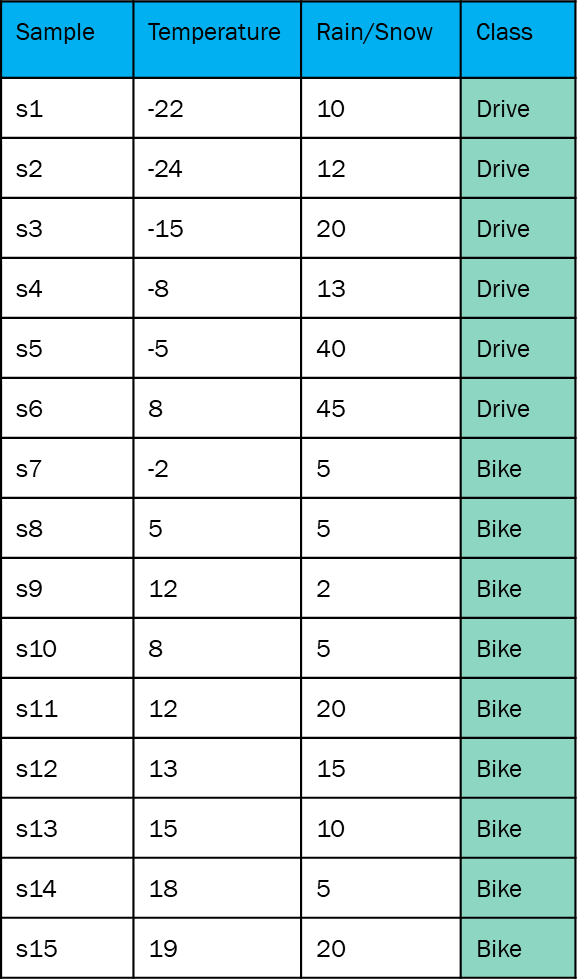 Sample Temperature Rain/Snow Class
s1 -22 10 Drive
s2 -24 12 Drive
s3 -15 20 Drive
s4 -8 13 Drive
s5 -5 40 Drive
s6 8 45 Drive
s7 -2 5 Bike
s8 5 5 Bike
s9 12 2 Bike
s10 8 5 Bike
s11 12 20 Bike
s12 13 15 Bike
s13 15 10 Bike
s14 18 5 Bike
s15 19 20 Bike